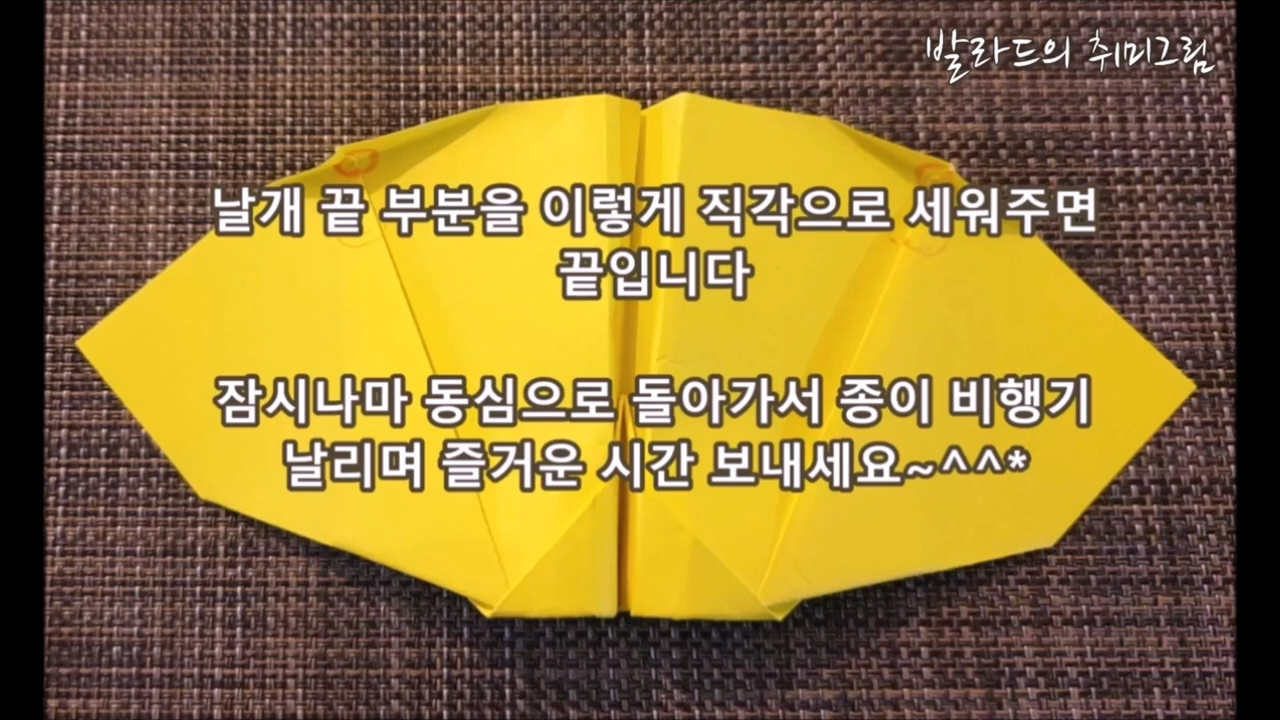 발라드의 취미그림
날개 끝 부분을 이렇게 직각으로 세워주면
끝입니다
잠시나마 동심으로 돌아가서 종이 비행기
날리며 즐거운 시간 보내세요~^^*